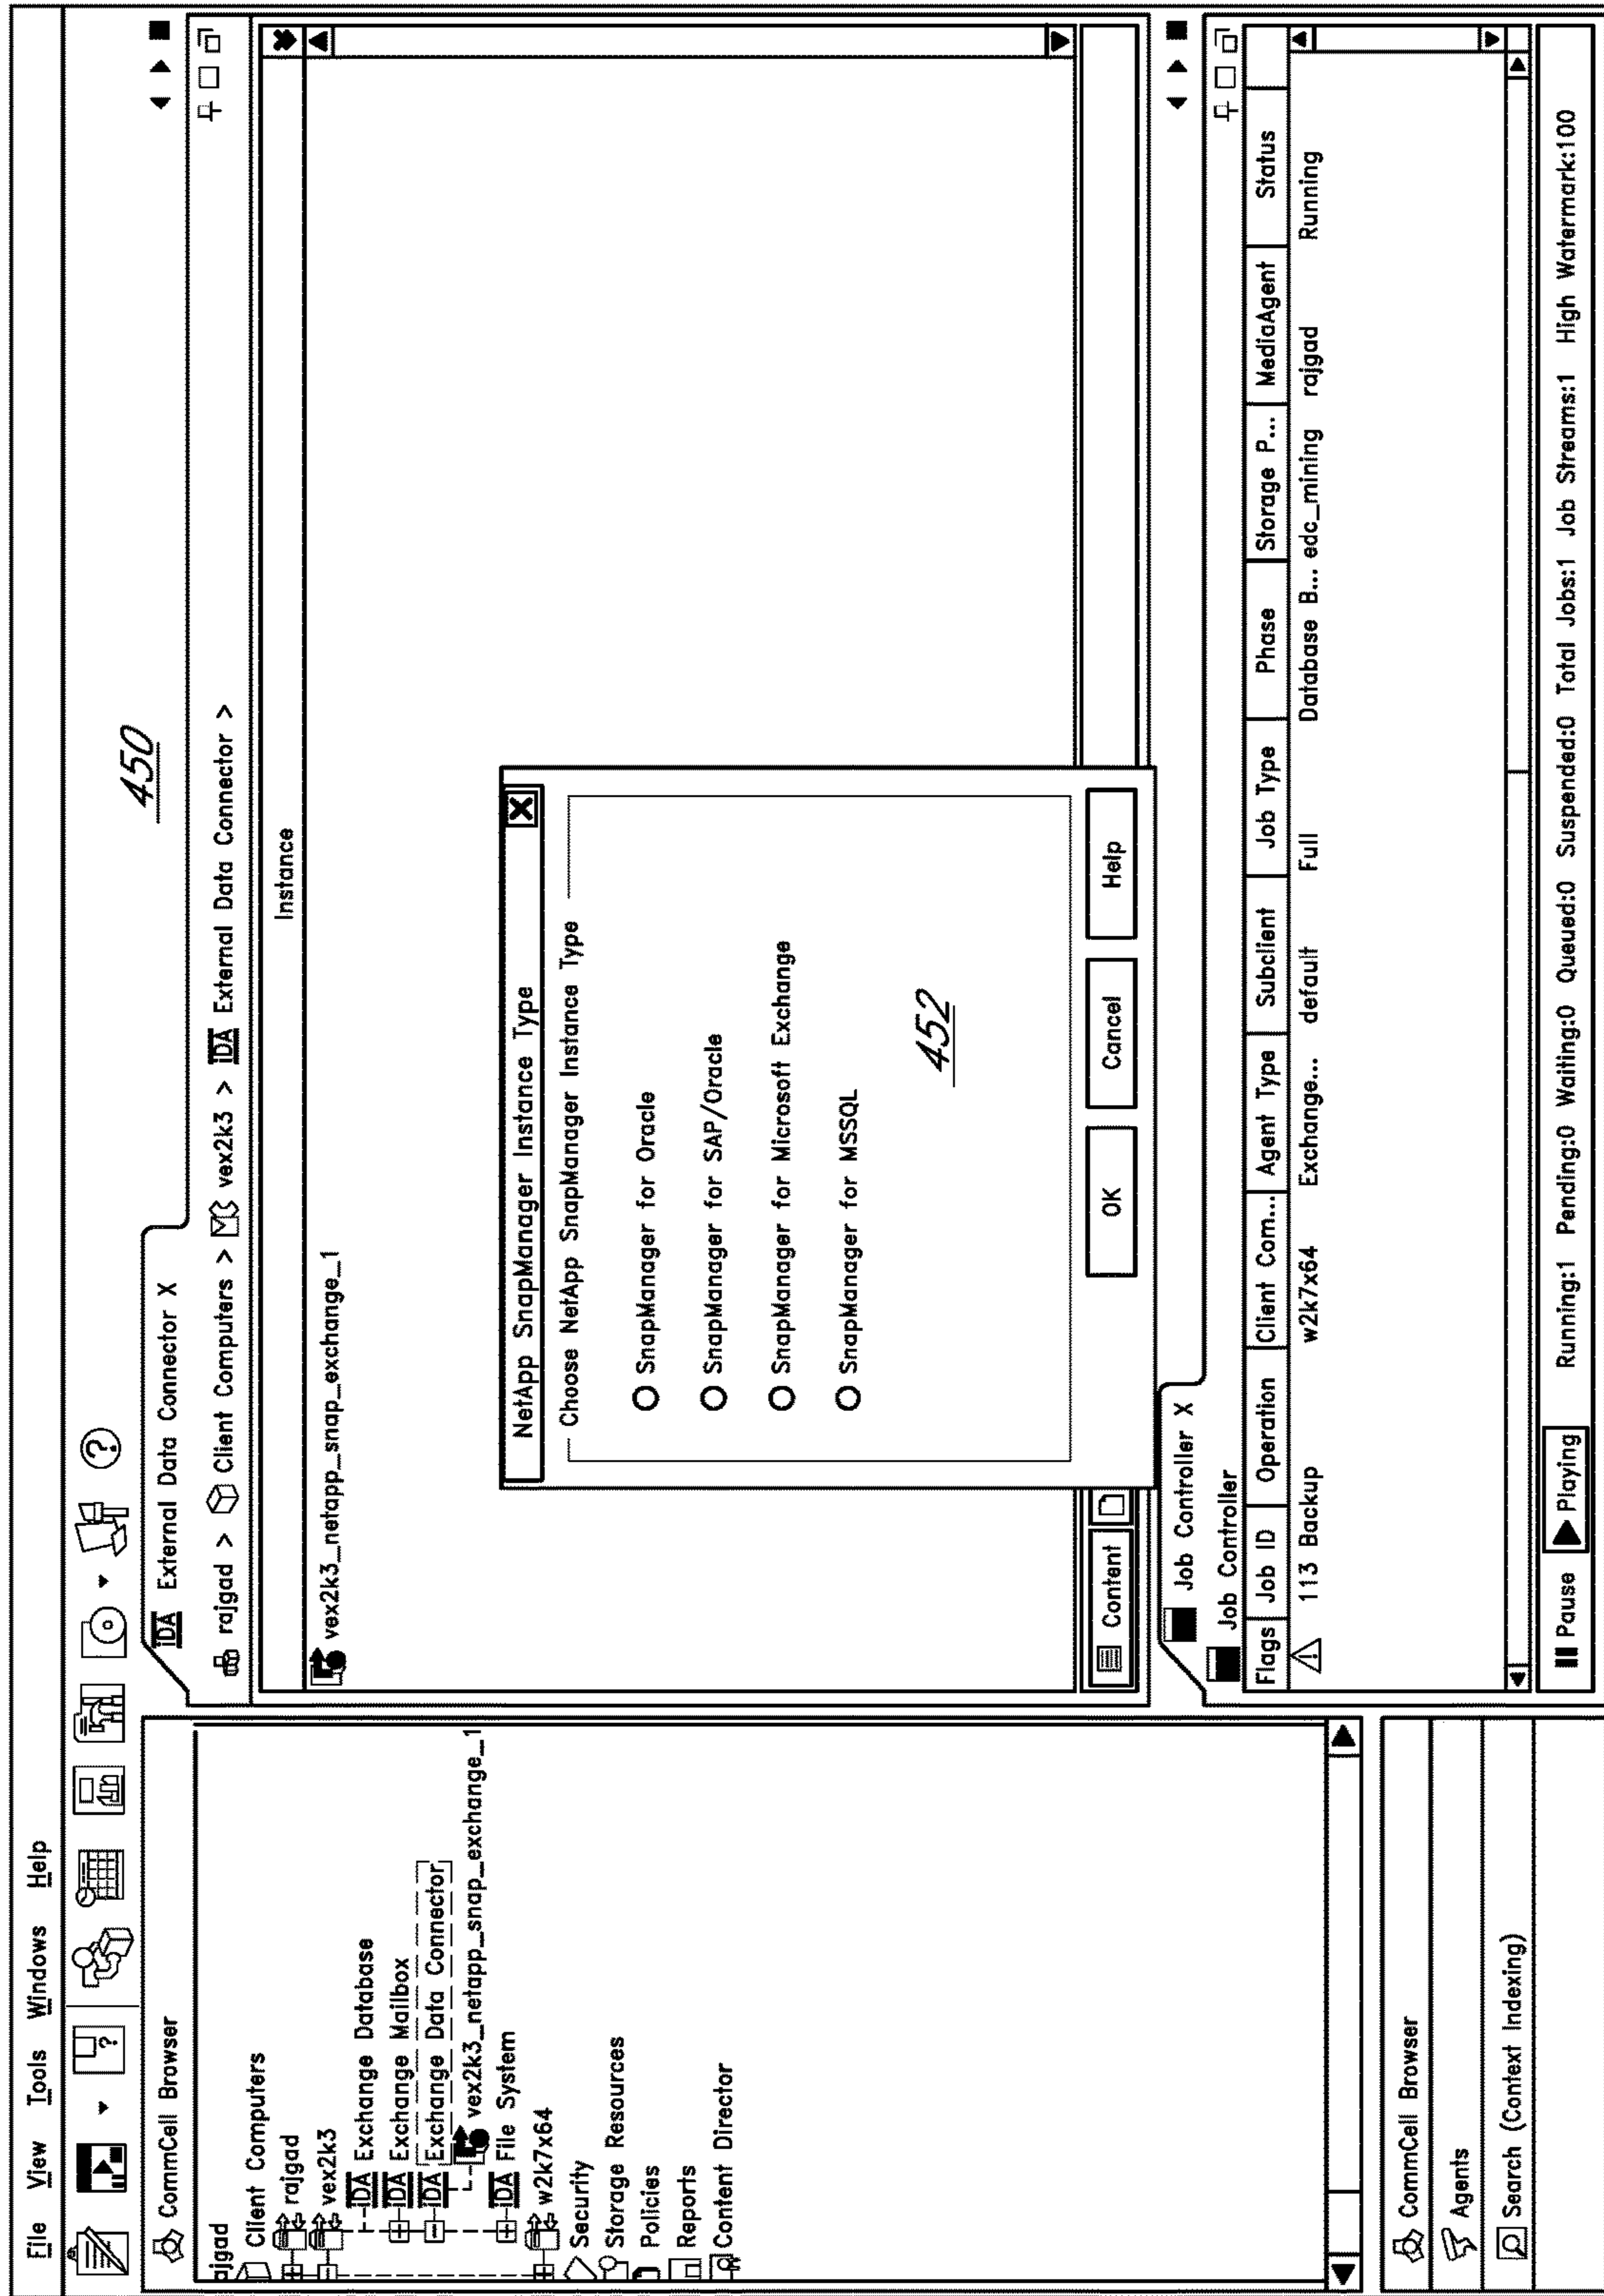 File View Tools Windows Help
450
CommCell Browser
ajgad
Client Computers
rajgad
vex2k3
iDA Exchange Database
iDA Exchange Mailbox
iDA Exchange Data Connector
vex2k3_netapp_snap_exchange_1
iDA File System
w2k7x64
Security
Storage Resources
Policies
Reports
Content Director
CommCell Browser
Agents
Search (Context Indexing)
iDA External Data Connector X
rajgad > Client Computers > vex2k3 > iDA External Data Connector >
Instance
vex2k3_netapp_snap_exchange_1
NetApp SnapManager Instance Type X
Choose NetApp SnapManager Instance Type
SnapManager for Oracle
SnapManager for SAP/Oracle
SnapManager for Microsoft Exchange
SnapManager for MSSQL
452
OK Cancel Help
Content
Job Controller X
Job Controller
Flags Job ID Operation Client Com... Agent Type Subclient Job Type Phase Storage P... MediaAgent Status
113 Backup w2k7x64 Exchange... default Full Database B... edc_mining rajgad Running
Pause Playing Running:1 Pending:0 Waiting:0 Queued:0 Suspended:0 Total Jobs:1 Job Streams:1 High Watermark:100